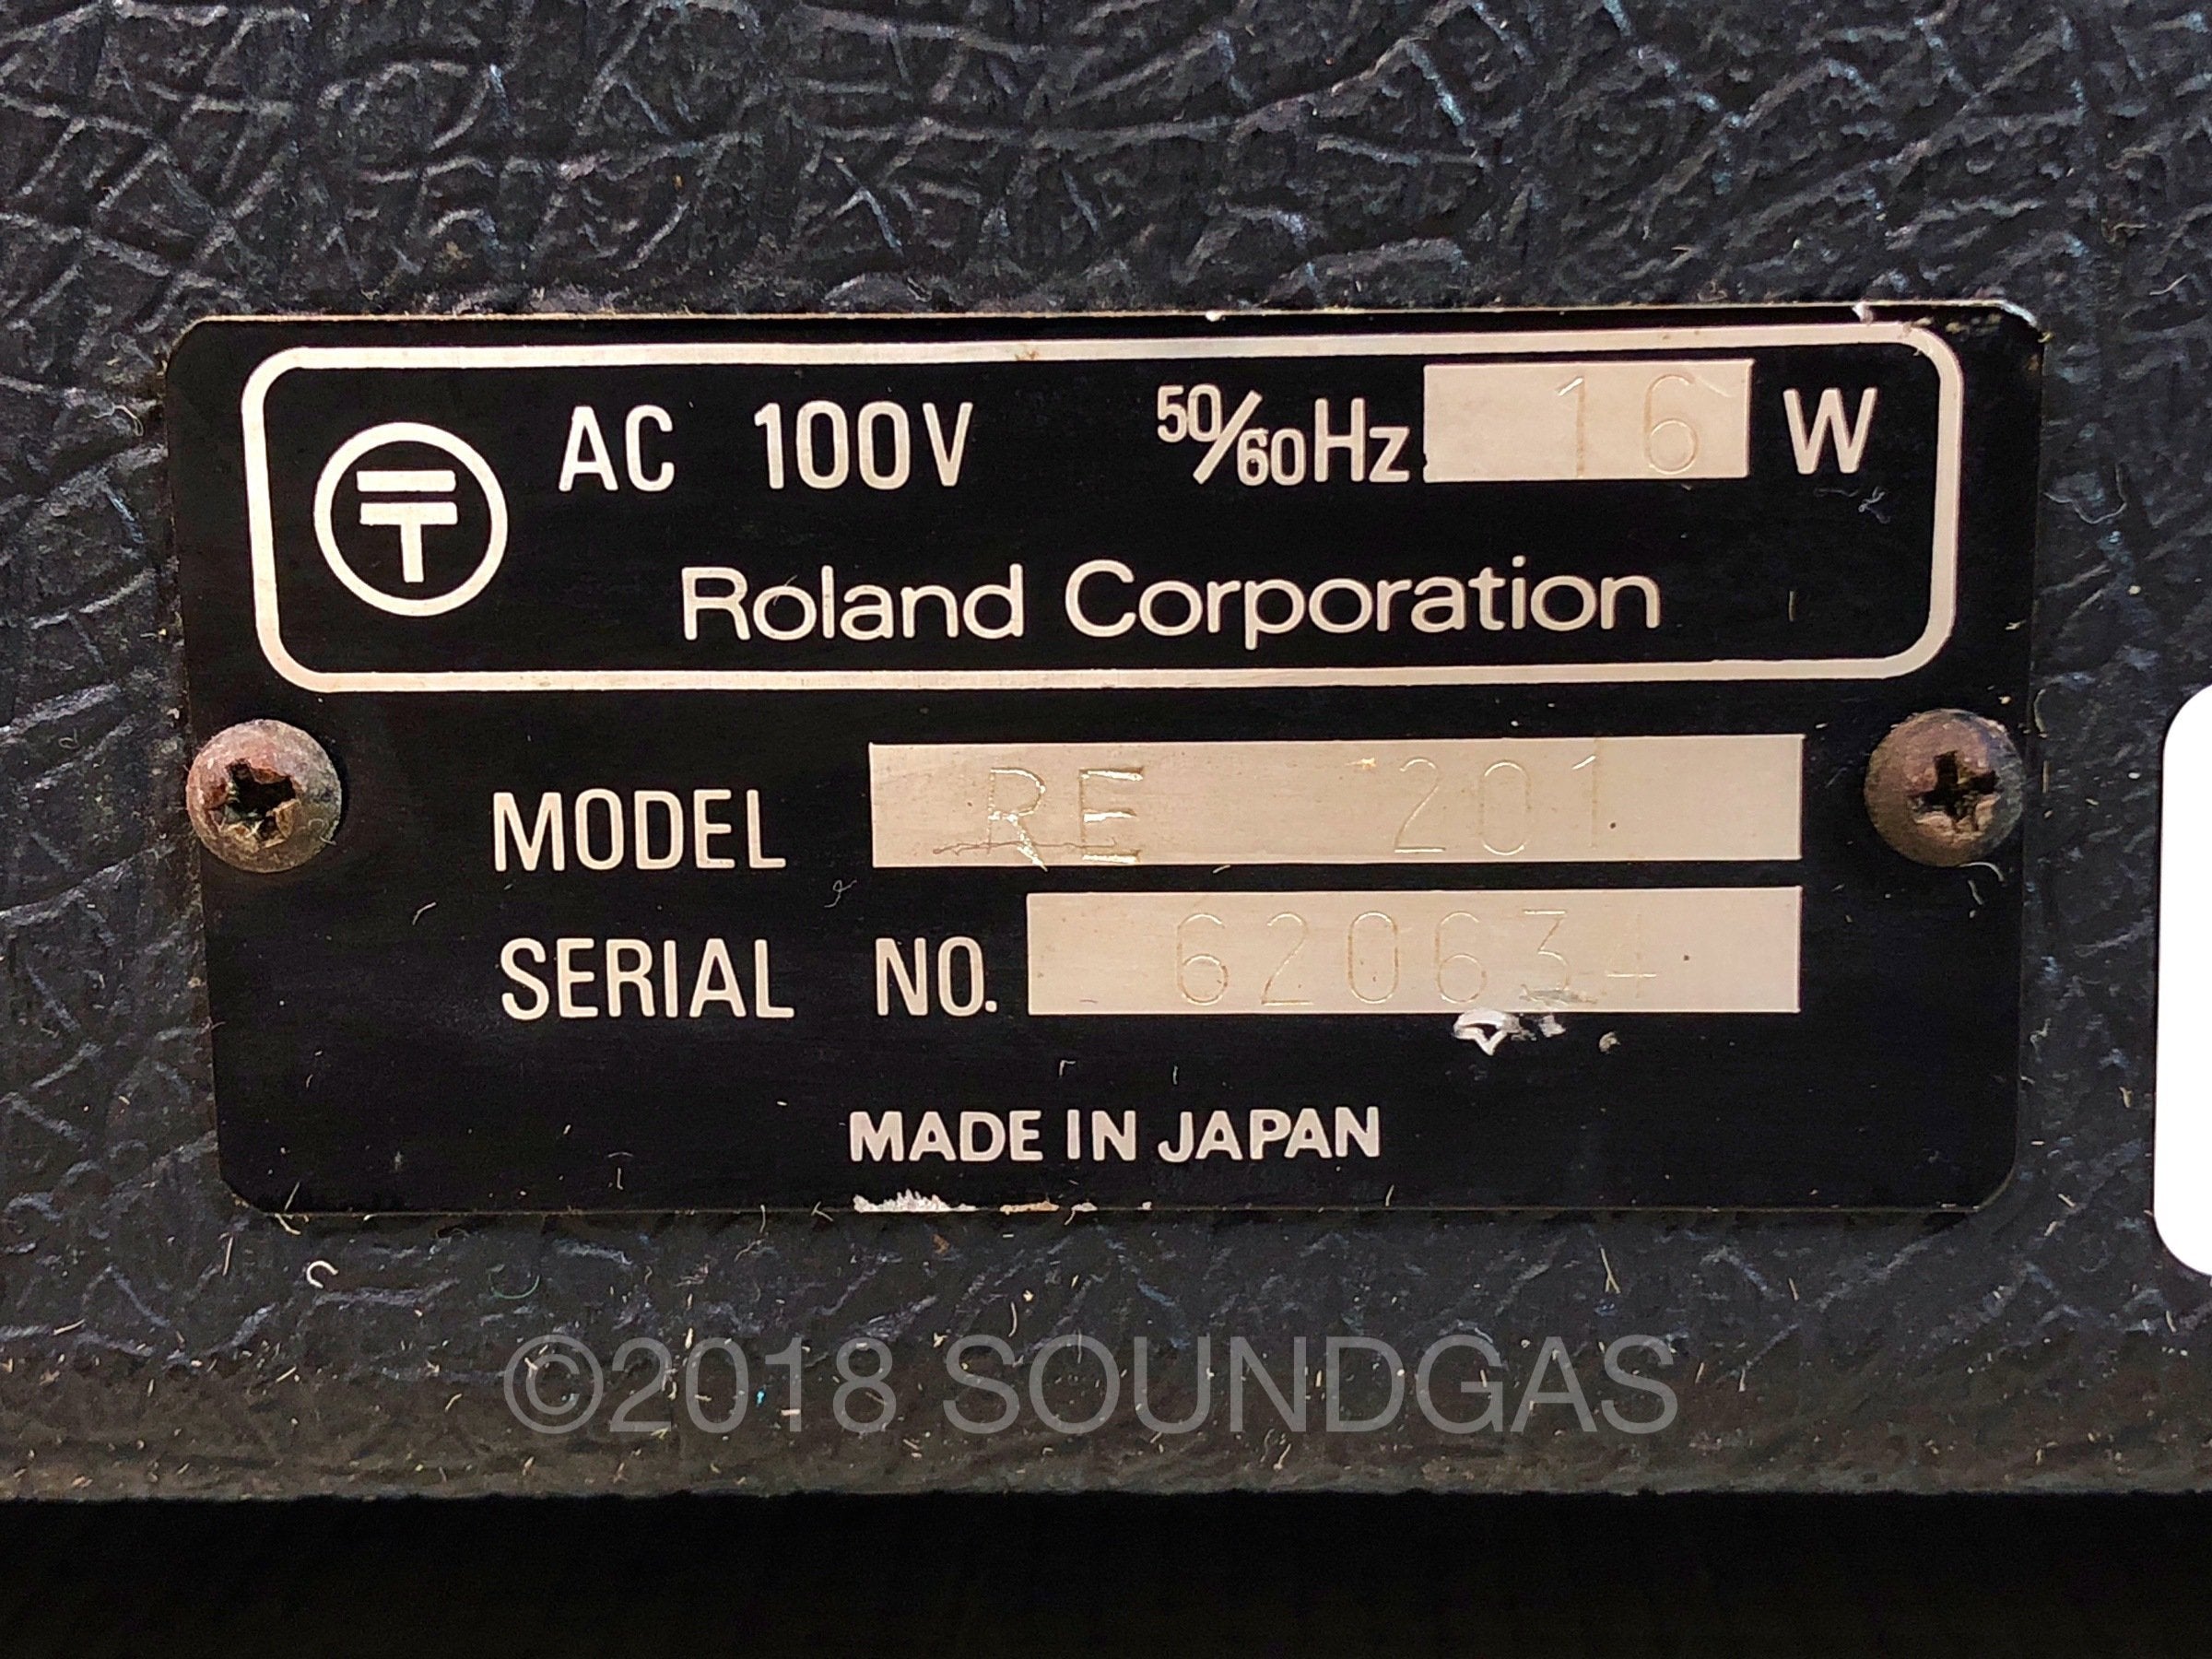 〶 AC 100V 50/60Hz 16 W
Roland Corporation
MODEL RE 201
SERIAL NO. 620634
MADE IN JAPAN
©2018 SOUNDGAS